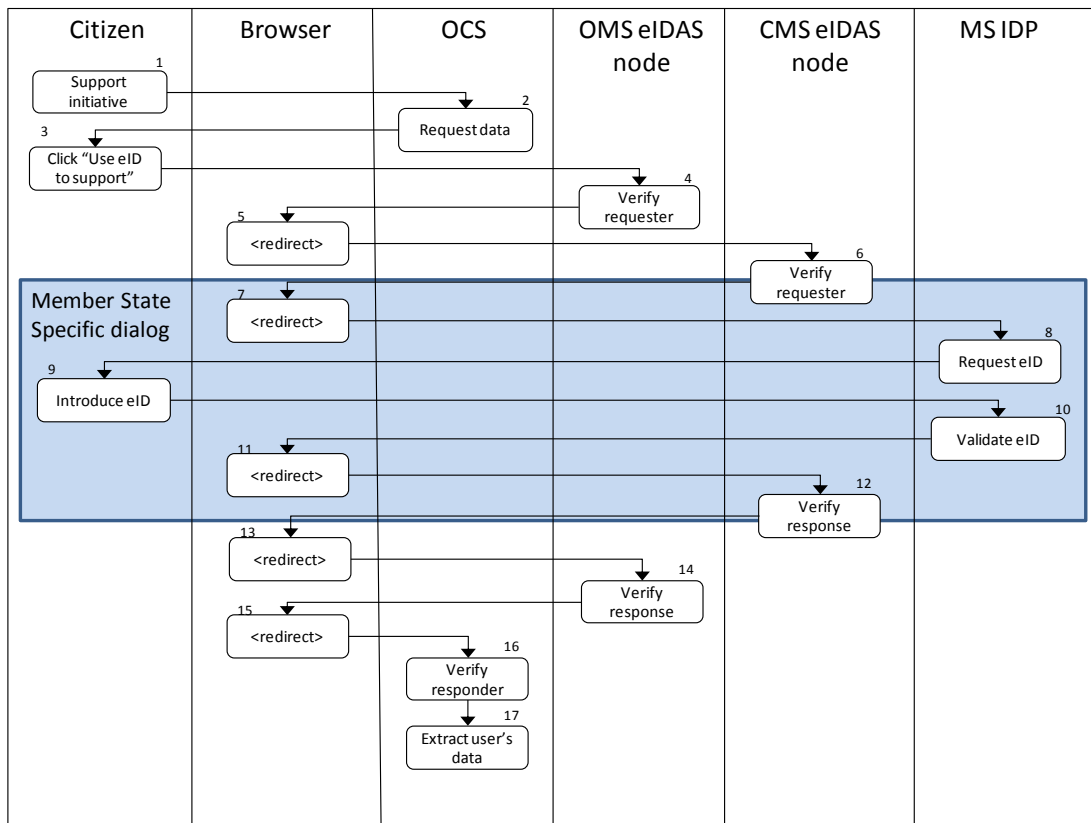 Citizen
Browser
OCS
OMS eIDAS
node
CMS eIDAS
node
MS IDP
1
Support
initiative
2
Request data
3
Click “Use eID
to support”
4
Verify
requester
5
<redirect>
6
Verify
requester
Member State
Specific dialog
7
<redirect>
8
Request eID
9
Introduce eID
10
Validate eID
11
<redirect>
12
Verify
response
13
<redirect>
14
Verify
response
15
<redirect>
16
Verify
responder
17
Extract user’s
data